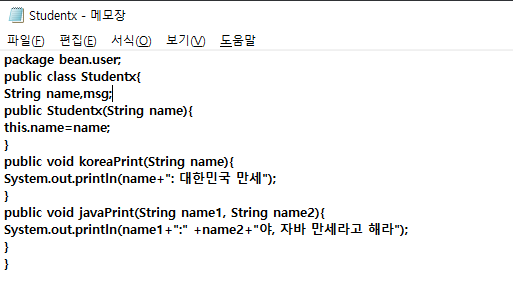 Studentx - 메모장
파일(F) 편집(E) 서식(O) 보기(V) 도움말
package bean.user;
public class Studentx{
String name,msg;
public Studentx(String name){
this.name=name;
}
public void koreaPrint(String name){
System.out.println(name+": 대한민국 만세");
}
public void javaPrint(String name1, String name2){
System.out.println(name1+":" +name2+"야, 자바 만세라고 해라");
}
}